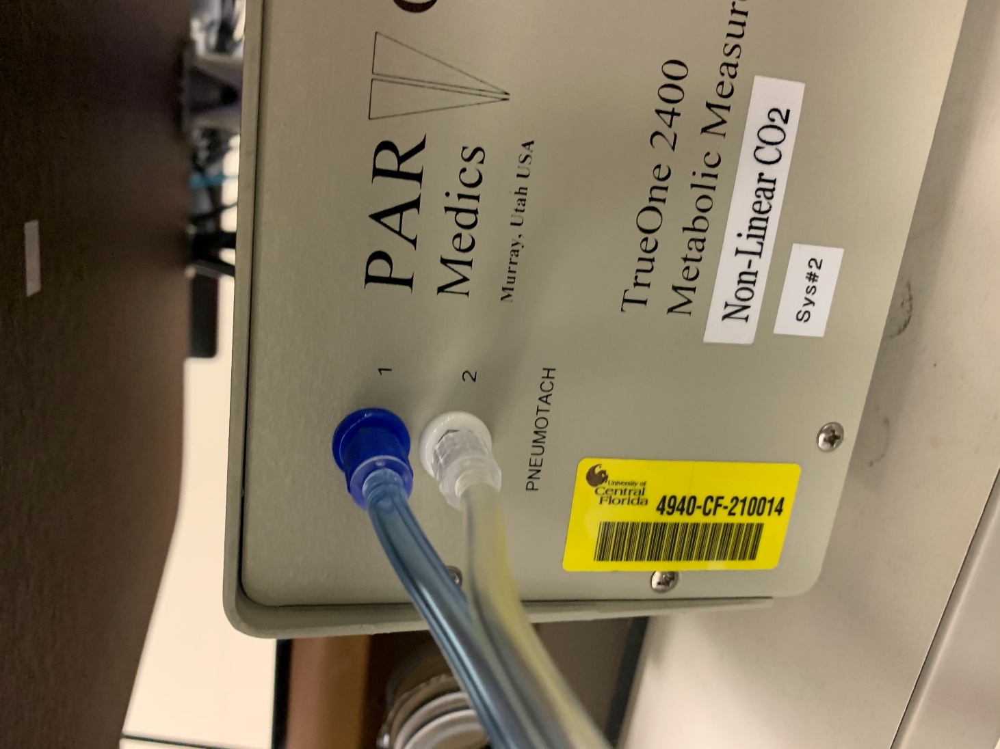 PAR
Medics
Murray, Utah USA
TrueOne 2400
Metabolic Measur
Non-Linear CO2
Sys#2
1
2
PNEUMOTACH
University of
Central
Florida
4940-CF-210014